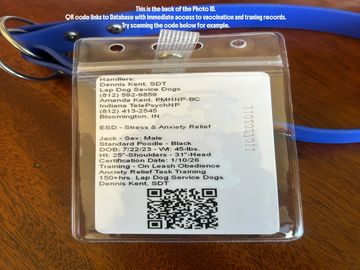 This is the back of the Photo ID.
QR code links to Database with immediate access to vaccination and traning records.
Try scanning the code below for example.
Handlers:
Dennis Kent, SDT
Lap Dog Sevice Dogs
(812) 592-9859
Amanda Kent, PMHNP-BC
Indiana TelePsychNP
(812) 413-2545
Bloomington, IN
ESD - Stress & Anxiety Relief
Jack - Sex: Male
Standard Poodle - Black
DOB: 7/22/23 - Wt: 45-lbs.
Ht: 25"-Shoulders - 31"-Head
Certification Date: 1/10/26
Training - On Leash Obedience
Anxiety Relief Task Training
150+hrs. Lap Dog Service Dogs
Dennis Kent, SDT